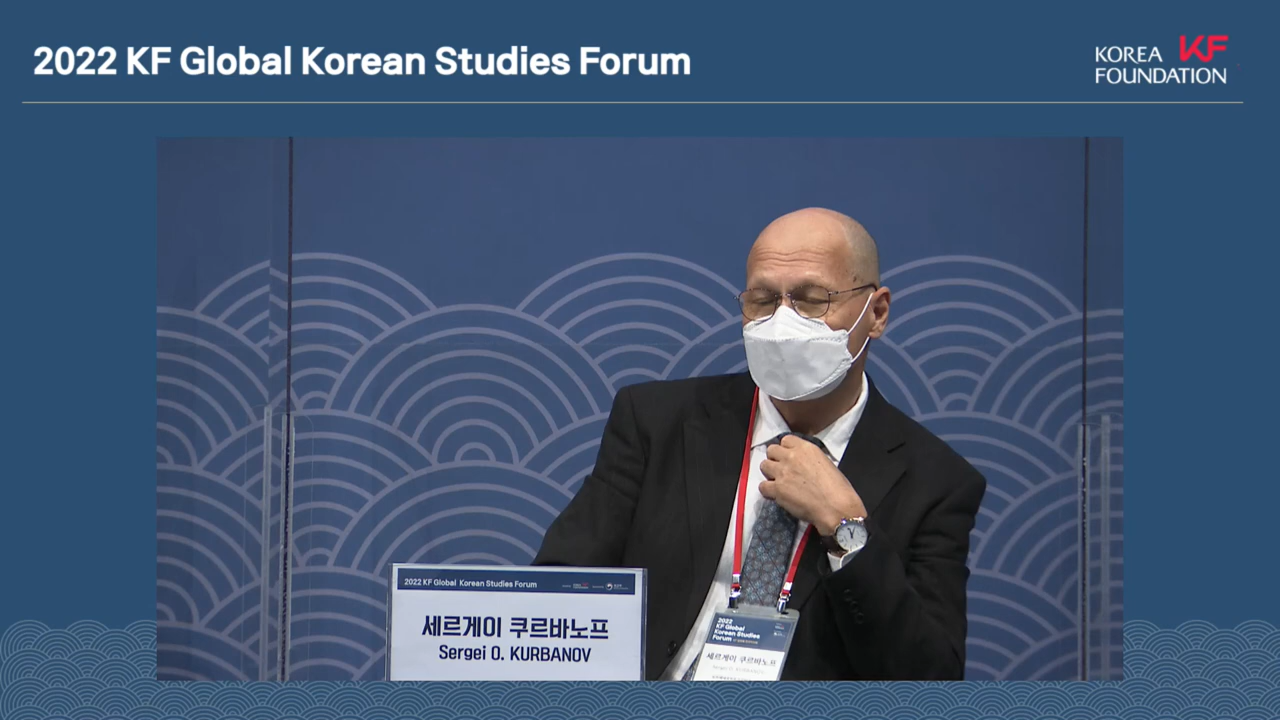 2022 KF Global Korean Studies Forum
KOREA KF
FOUNDATION
2022 KF Global Korean Studies Forum
세르게이 쿠르바노프
Sergei O. KURBANOV
2022
KF Global
Korean Studies
Forum
세르게이 쿠르바노프
Sergei O. KURBANOV